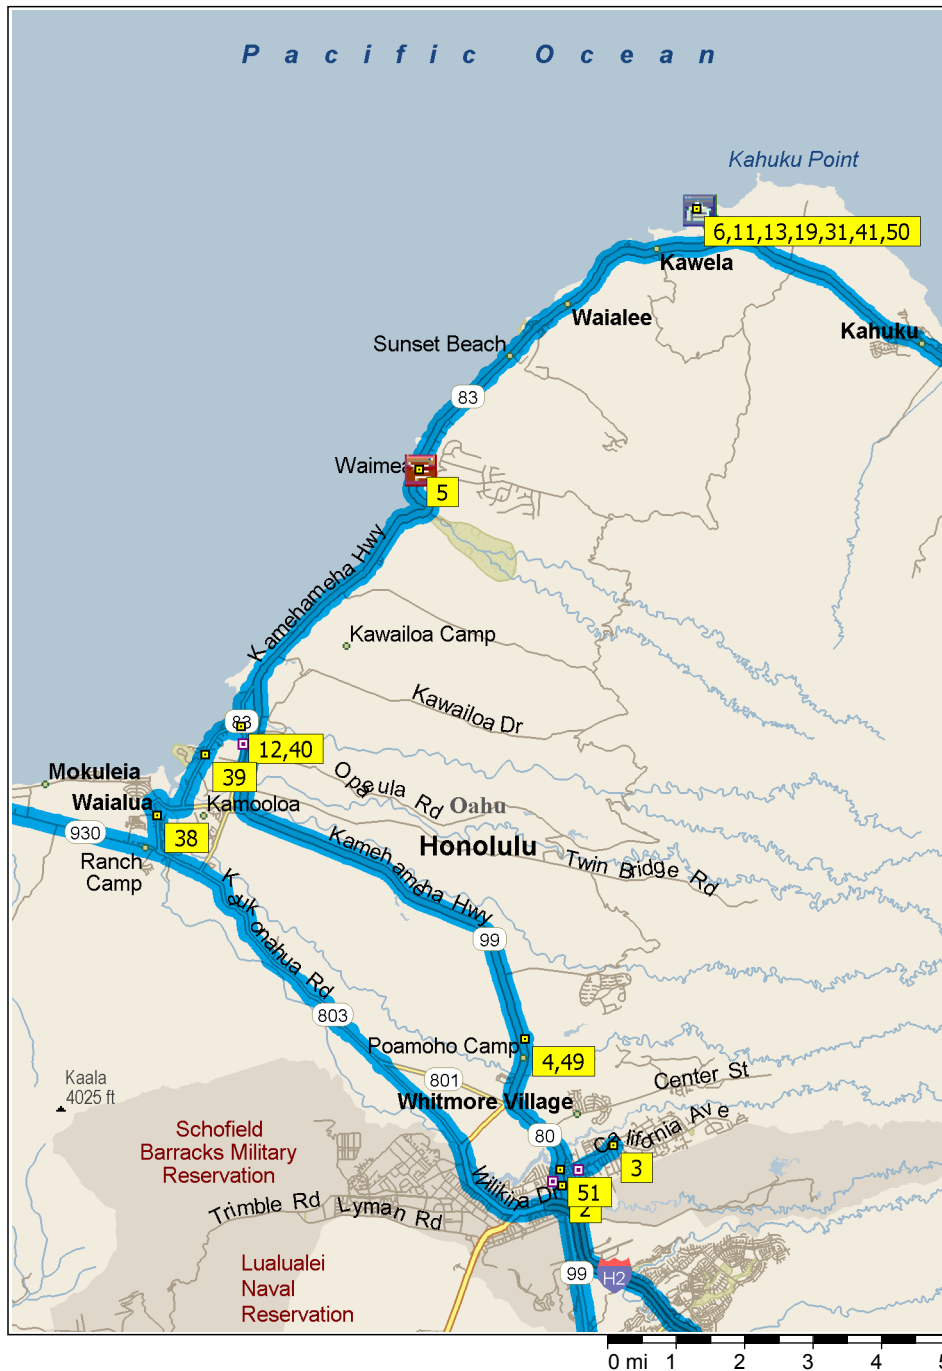 Pacific Ocean
Kahuku Point
6,11,13,19,31,41,50
Kawela
Waialee
Kahuku
Sunset Beach
83
Waimea
5
Kamehameha Hwy
Kawailoa Camp
Kawailoa Dr
83
12,40
Mokuleia
39
Opaeula Rd
Oahu
Waialua
Kamooloa
930
38
Honolulu
Ranch
Camp
Kamehameha Hwy
Twin Bridge Rd
Kaukonahua Rd
99
803
Poamoho Camp
4,49
Kaala
4025 ft
801
Center St
Whitmore Village
California Ave
80
Schofield
Barracks Military
Reservation
3
Wilikina Dr
51
2
Trimble Rd
Lyman Rd
Lualualei
Naval
Reservation
99
H2
0 mi 1 2 3 4 5